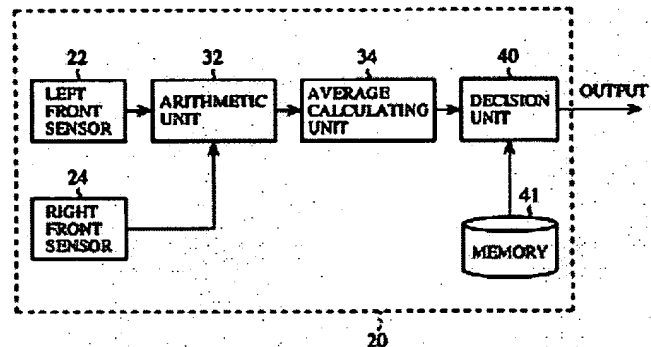 22
32
34
40
LEFT
FRONT
SENSOR
ARITHMETIC
UNIT
AVERAGE
CALCULATING
UNIT
DECISION
UNIT
OUTPUT
24
RIGHT
FRONT
SENSOR
41
MEMORY
20